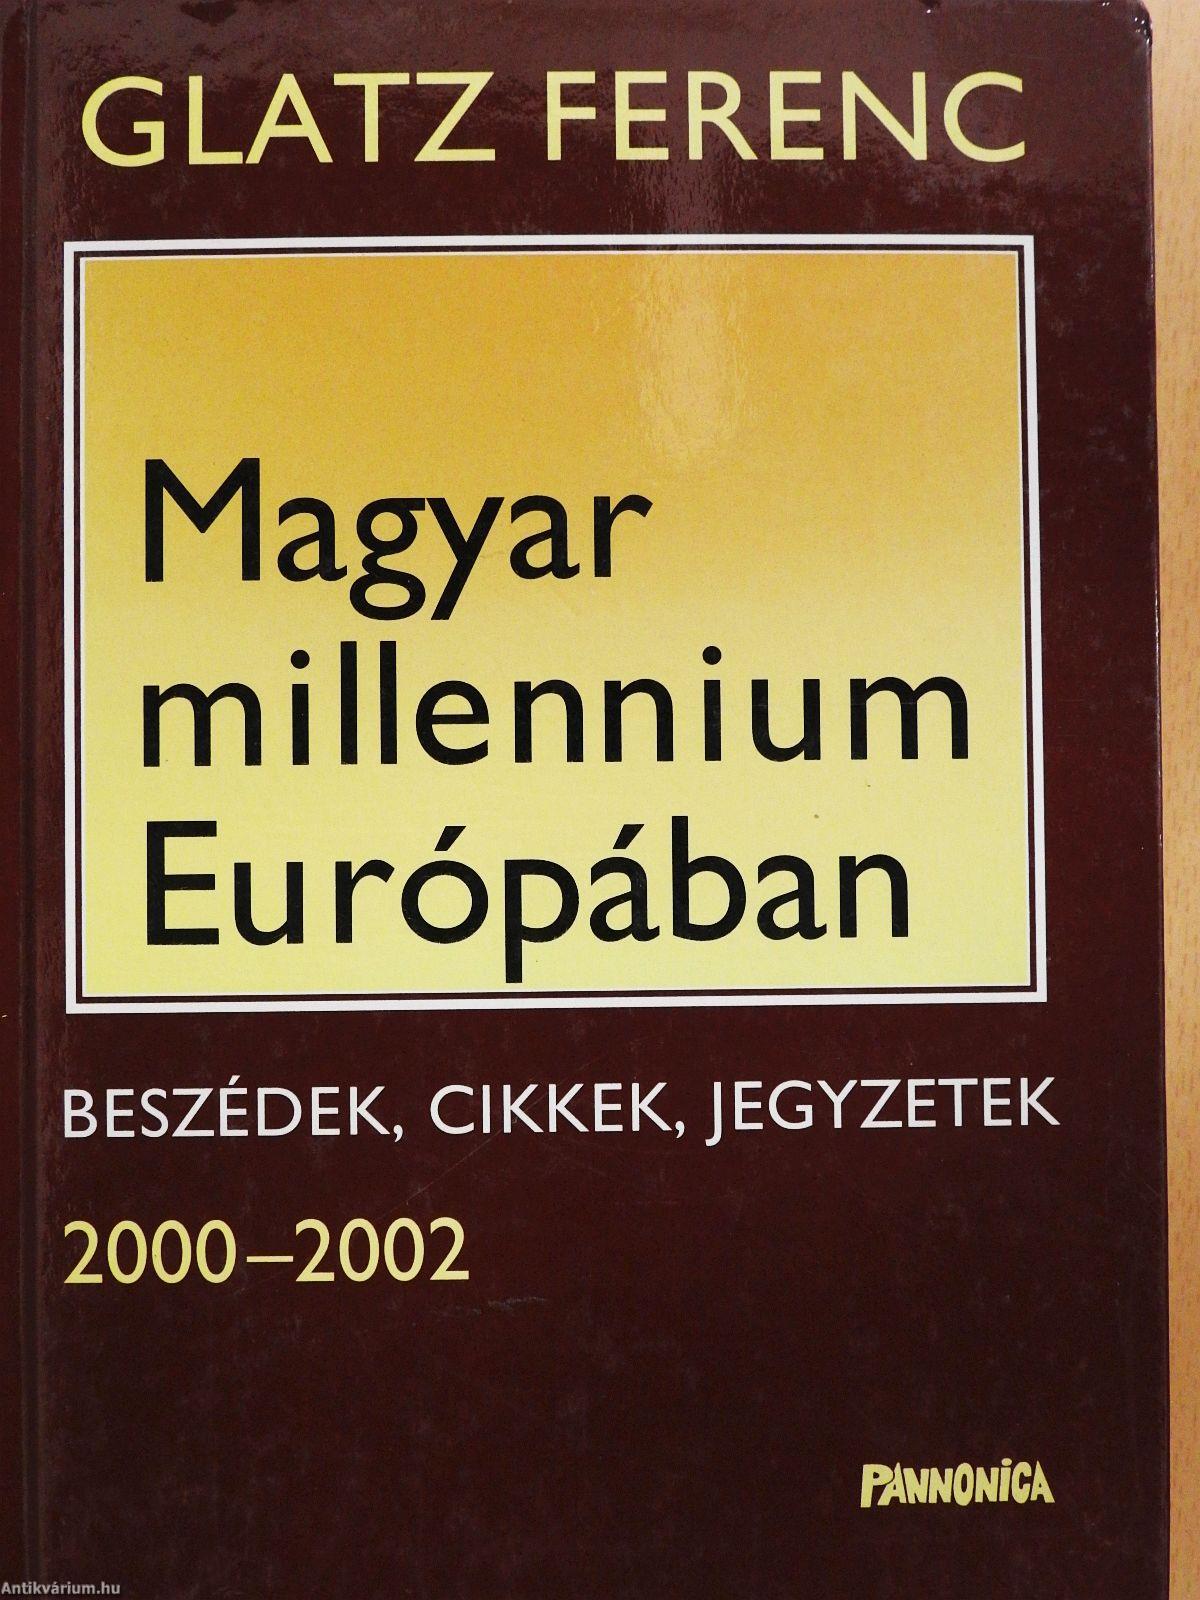 GLATZ FERENC
Magyar
millennium
Európában
BESZÉDEK, CIKKEK, JEGYZETEK
2000–2002
PANNONICA
Antikvárium.hu